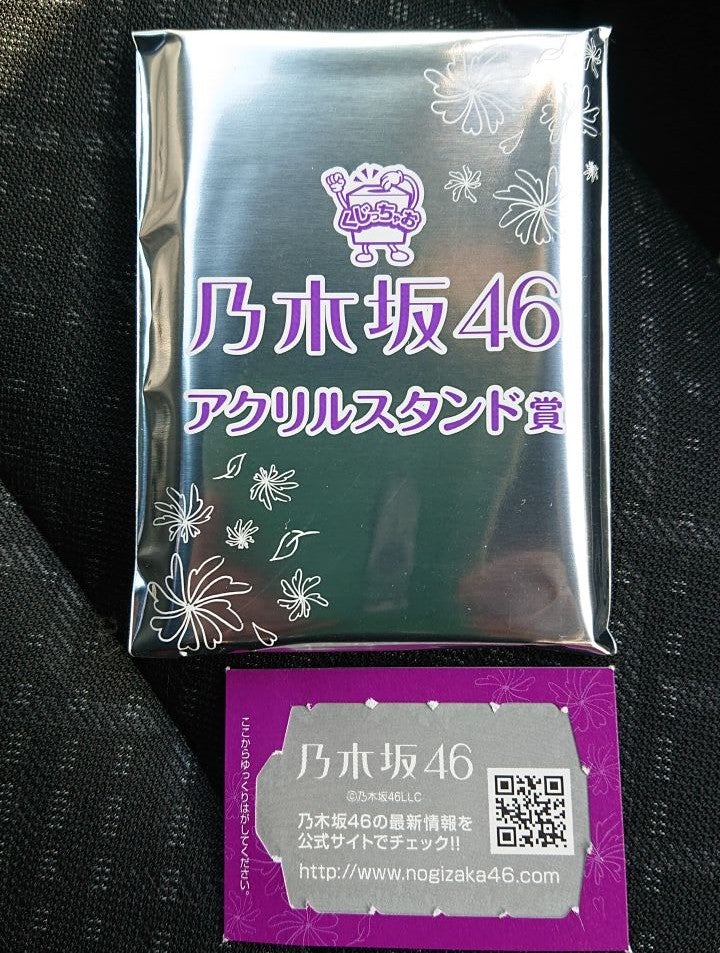 くじっちゃお
乃木坂46
アクリルスタンド賞
ここからゆっくりはがしてください。
乃木坂46
©乃木坂46LLC
乃木坂46の最新情報を
公式サイトでチェック!!
http://www.nogizaka46.com